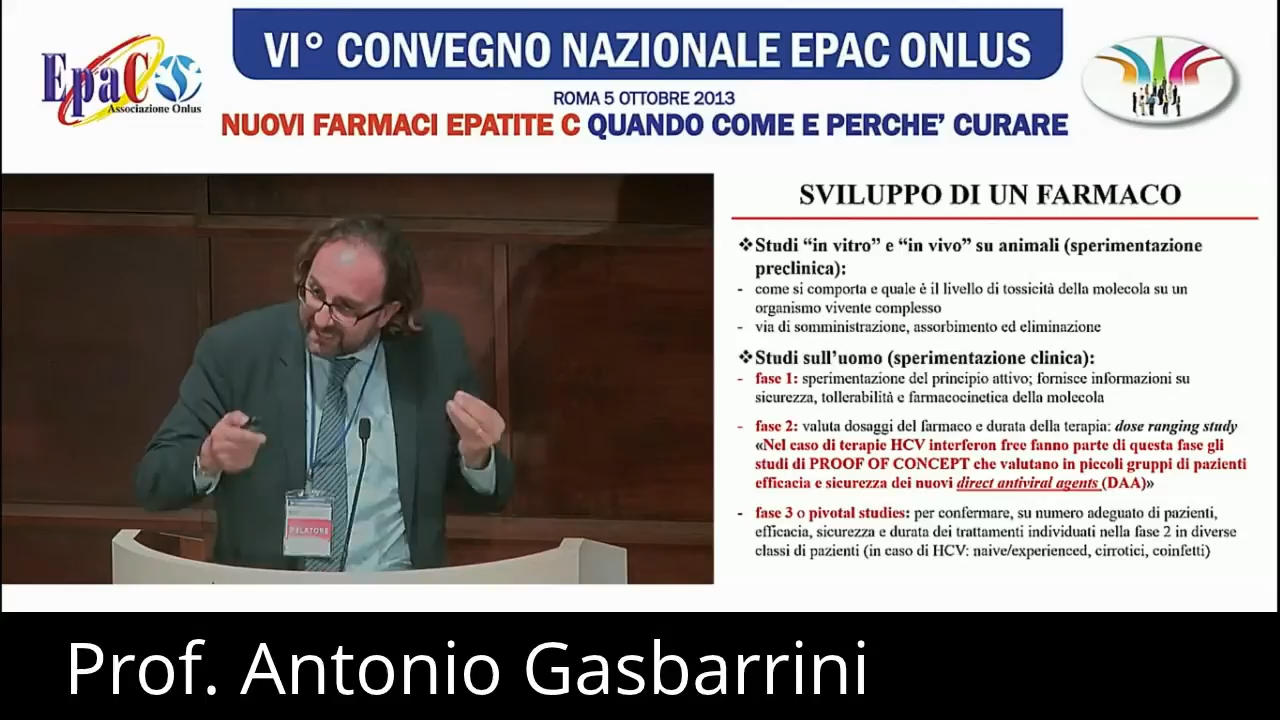 VI° CONVEGNO NAZIONALE EPAC ONLUS
EpaC
Associazione Onlus
ROMA 5 OTTOBRE 2013
NUOVI FARMACI EPATITE C QUANDO COME E PERCHE' CURARE
SVILUPPO DI UN FARMACO
❖Studi “in vitro” e “in vivo” su animali (sperimentazione
preclinica):
- come si comporta e quale è il livello di tossicità della molecola su un
organismo vivente complesso
- via di somministrazione, assorbimento ed eliminazione
❖Studi sull’uomo (sperimentazione clinica):
- fase 1: sperimentazione del principio attivo; fornisce informazioni su
sicurezza, tollerabilità e farmacocinetica della molecola
- fase 2: valuta dosaggi del farmaco e durata della terapia: dose ranging study
«Nel caso di terapie HCV interferon free fanno parte di questa fase gli
studi di PROOF OF CONCEPT che valutano in piccoli gruppi di pazienti
efficacia e sicurezza dei nuovi direct antiviral agents (DAA)»
- fase 3 o pivotal studies: per confermare, su numero adeguato di pazienti,
efficacia, sicurezza e durata dei trattamenti individuati nella fase 2 in diverse
classi di pazienti (in caso di HCV: naive/experienced, cirrotici, coinfetti)
RELATORE
Prof. Antonio Gasbarrini